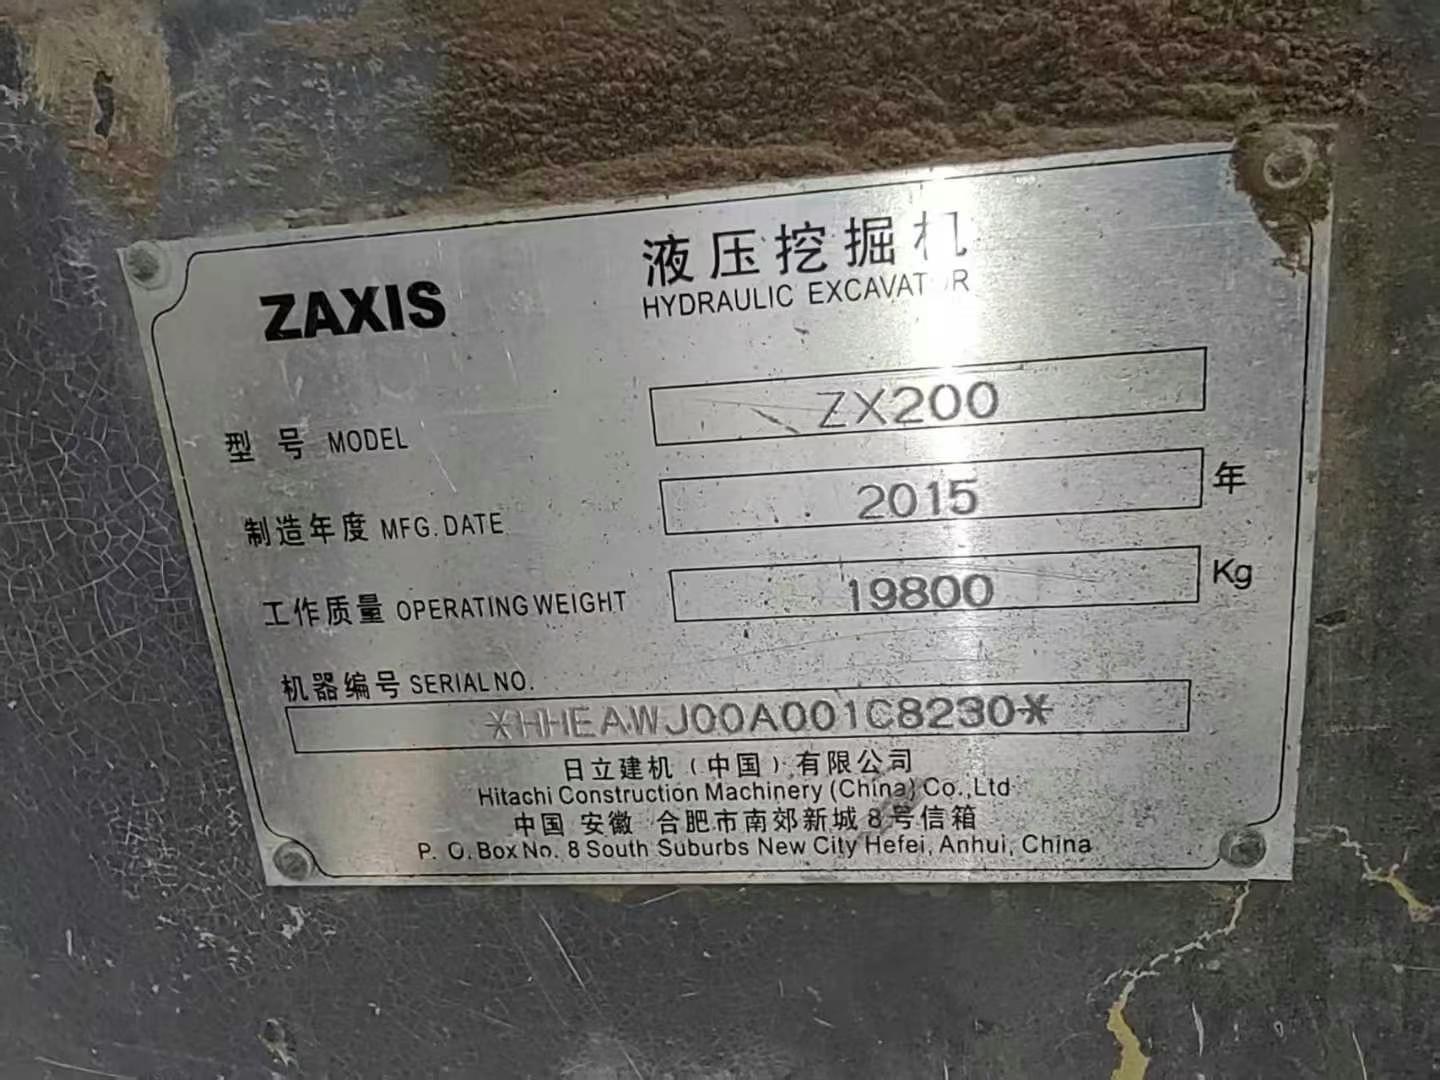 ZAXIS
液压挖掘机
HYDRAULIC EXCAVATOR
型号 MODEL ZX200
制造年度 MFG. DATE 2015 年
工作质量 OPERATING WEIGHT 19800 Kg
机器编号 SERIAL NO.
*HHEAWJ00A001C8230*
日立建机（中国）有限公司
Hitachi Construction Machinery (China) Co.,Ltd
中国 安徽 合肥市南郊新城8号信箱
P. O. Box No. 8 South Suburbs New City Hefei, Anhui, China